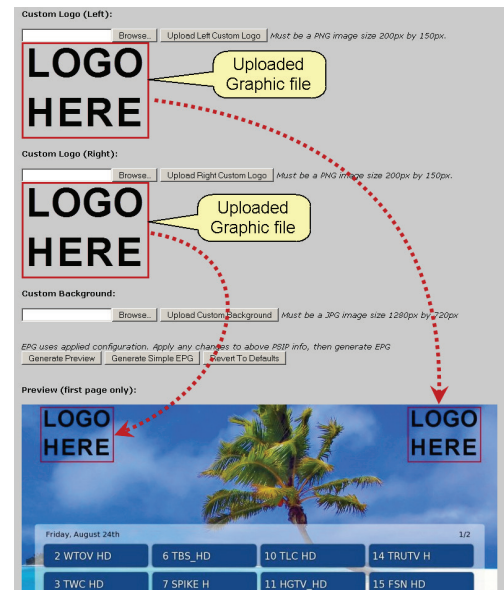 Custom Logo (Left):
Browse... Upload Left Custom Logo Must be a PNG image size 200px by 150px.
LOGO
HERE
Uploaded
Graphic file
Custom Logo (Right):
Browse... Upload Right Custom Logo Must be a PNG image size 200px by 150px.
LOGO
HERE
Uploaded
Graphic file
Custom Background:
Browse... Upload Custom Background Must be a JPG image size 1280px by 720px
EPG uses applied configuration. Apply any changes to above PSIP info, then generate EPG
Generate Preview Generate Simple EPG Revert To Defaults
Preview (first page only):
LOGO
HERE
LOGO
HERE
Friday, August 24th 1/2
2 WTOV HD 6 TBS_HD 10 TLC HD 14 TRUTV H
3 TWC HD 7 SPIKE H 11 HGTV_HD 15 FSN HD